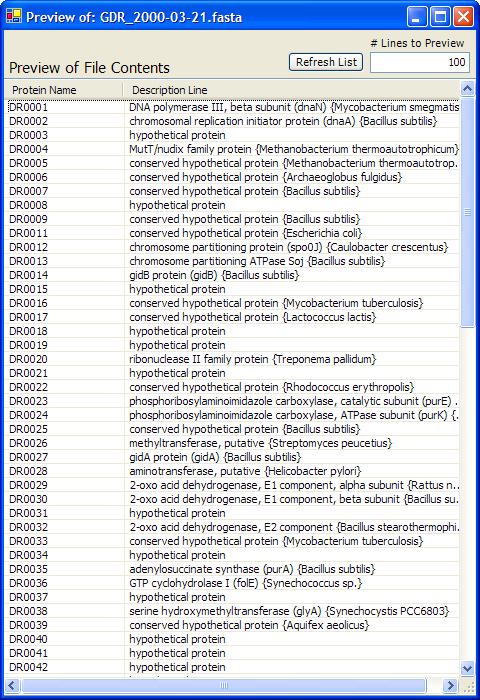 Preview of: GDR_2000-03-21.fasta
# Lines to Preview
Preview of File Contents Refresh List 100
Protein Name Description Line
DR0001 DNA polymerase III, beta subunit (dnaN) {Mycobacterium smegmatis
DR0002 chromosomal replication initiator protein (dnaA) {Bacillus subtilis}
DR0003 hypothetical protein
DR0004 MutT/nudix family protein {Methanobacterium thermoautotrophicum}
DR0005 conserved hypothetical protein {Methanobacterium thermoautotrop...
DR0006 conserved hypothetical protein {Archaeoglobus fulgidus}
DR0007 conserved hypothetical protein {Bacillus subtilis}
DR0008 hypothetical protein
DR0009 conserved hypothetical protein {Bacillus subtilis}
DR0011 conserved hypothetical protein {Escherichia coli}
DR0012 chromosome partitioning protein (spo0J) {Caulobacter crescentus}
DR0013 chromosome partitioning ATPase Soj {Bacillus subtilis}
DR0014 gidB protein (gidB) {Bacillus subtilis}
DR0015 hypothetical protein
DR0016 conserved hypothetical protein {Mycobacterium tuberculosis}
DR0017 conserved hypothetical protein {Lactococcus lactis}
DR0018 hypothetical protein
DR0019 hypothetical protein
DR0020 ribonuclease II family protein {Treponema pallidum}
DR0021 hypothetical protein
DR0022 conserved hypothetical protein {Rhodococcus erythropolis}
DR0023 phosphoribosylaminoimidazole carboxylase, catalytic subunit (purE) ...
DR0024 phosphoribosylaminoimidazole carboxylase, ATPase subunit (purK) {...
DR0025 conserved hypothetical protein {Bacillus subtilis}
DR0026 methyltransferase, putative {Streptomyces peucetius}
DR0027 gidA protein (gidA) {Bacillus subtilis}
DR0028 aminotransferase, putative {Helicobacter pylori}
DR0029 2-oxo acid dehydrogenase, E1 component, alpha subunit {Rattus n...
DR0030 2-oxo acid dehydrogenase, E1 component, beta subunit {Bacillus su...
DR0031 hypothetical protein
DR0032 2-oxo acid dehydrogenase, E2 component {Bacillus stearothermophi...
DR0033 conserved hypothetical protein {Mycobacterium tuberculosis}
DR0034 hypothetical protein
DR0035 adenylosuccinate synthase (purA) {Bacillus subtilis}
DR0036 GTP cyclohydrolase I (folE) {Synechococcus sp.}
DR0037 hypothetical protein
DR0038 serine hydroxymethyltransferase (glyA) {Synechocystis PCC6803}
DR0039 conserved hypothetical protein {Aquifex aeolicus}
DR0040 hypothetical protein
DR0041 hypothetical protein
DR0042 hypothetical protein